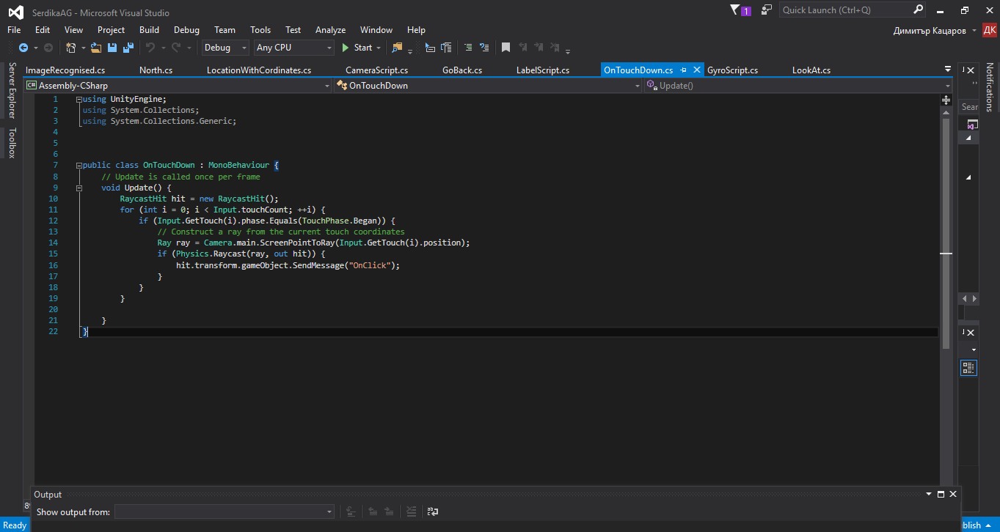 SerdikaAG - Microsoft Visual Studio
1
Quick Launch (Ctrl+Q)
File Edit View Project Build Debug Team Tools Test Analyze Window Help
Димитър Кацаров
ДК
Debug Any CPU Start
ImageRecognised.cs North.cs LocationWithCordinates.cs CameraScript.cs GoBack.cs LabelScript.cs OnTouchDown.cs GyroScript.cs LookAt.cs
C# Assembly-CSharp OnTouchDown Update()
Server Explorer
Toolbox
Notifications
Sear
1 using UnityEngine;
2 using System.Collections;
3 using System.Collections.Generic;
4
5
6
7 public class OnTouchDown : MonoBehaviour {
8 // Update is called once per frame
9 void Update() {
10 RaycastHit hit = new RaycastHit();
11 for (int i = 0; i < Input.touchCount; ++i) {
12 if (Input.GetTouch(i).phase.Equals(TouchPhase.Began)) {
13 // Construct a ray from the current touch coordinates
14 Ray ray = Camera.main.ScreenPointToRay(Input.GetTouch(i).position);
15 if (Physics.Raycast(ray, out hit)) {
16 hit.transform.gameObject.SendMessage("OnClick");
17 }
18 }
19 }
20
21 }
22 }
Output
Show output from:
Ready
blish